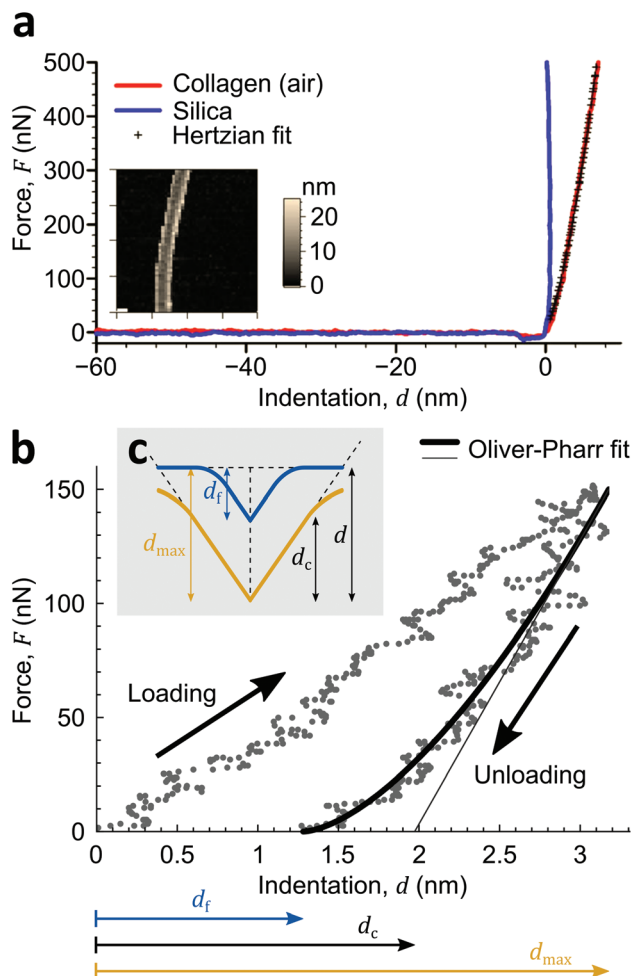 a
500
400
300
200
100
0
Force, F (nN)
Collagen (air)
Silica
+ Hertzian fit
nm
20
10
0
−60
−40
−20
0
Indentation, d (nm)
b
c
d_f
d_max
d_c
d
Oliver-Pharr fit
150
100
50
0
Force, F (nN)
Loading
Unloading
0
0.5
1
1.5
2
2.5
3
Indentation, d (nm)
d_f
d_c
d_max